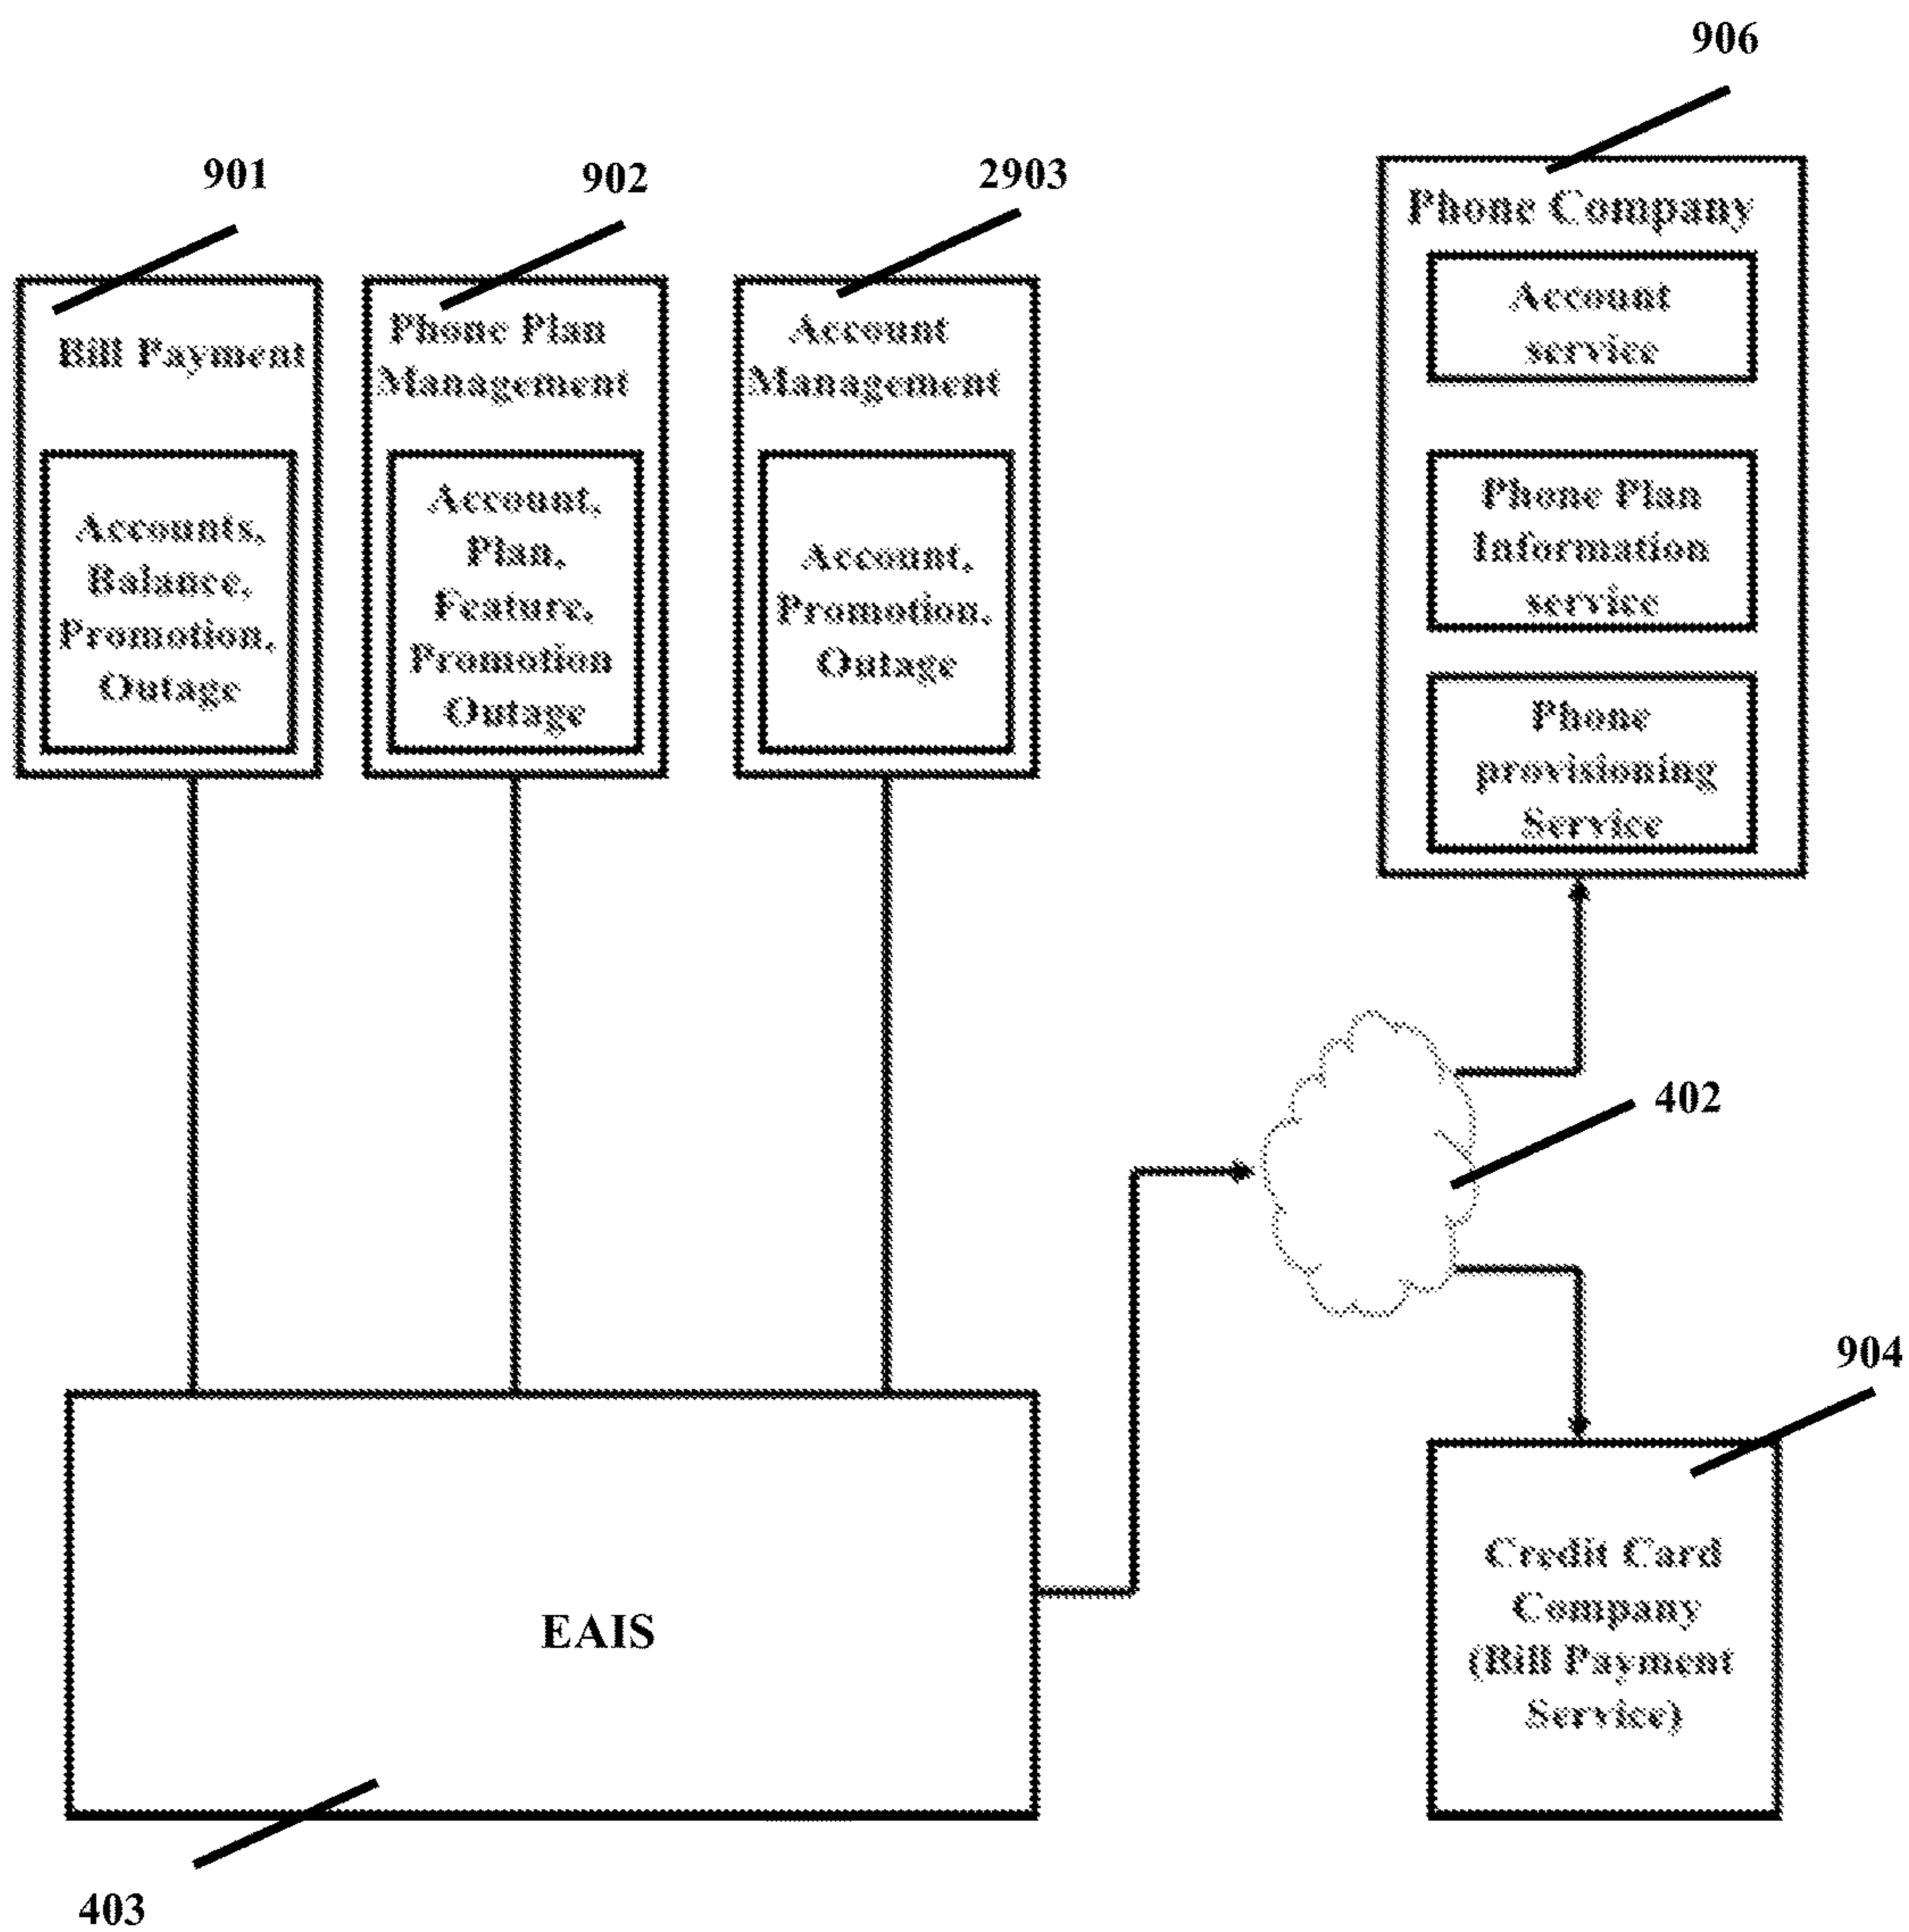 906
901
902
2903
Phone Company
Account
service
Phone Plan
Information
service
Phone
provisioning
Service
Bill Payment
Accounts,
Balance,
Promotion,
Outage
Phone Plan
Management
Account,
Plan,
Feature,
Promotion
Outage
Account
Management
Account,
Promotion,
Outage
402
904
Credit Card
Company
(Bill Payment
Service)
EAIS
403